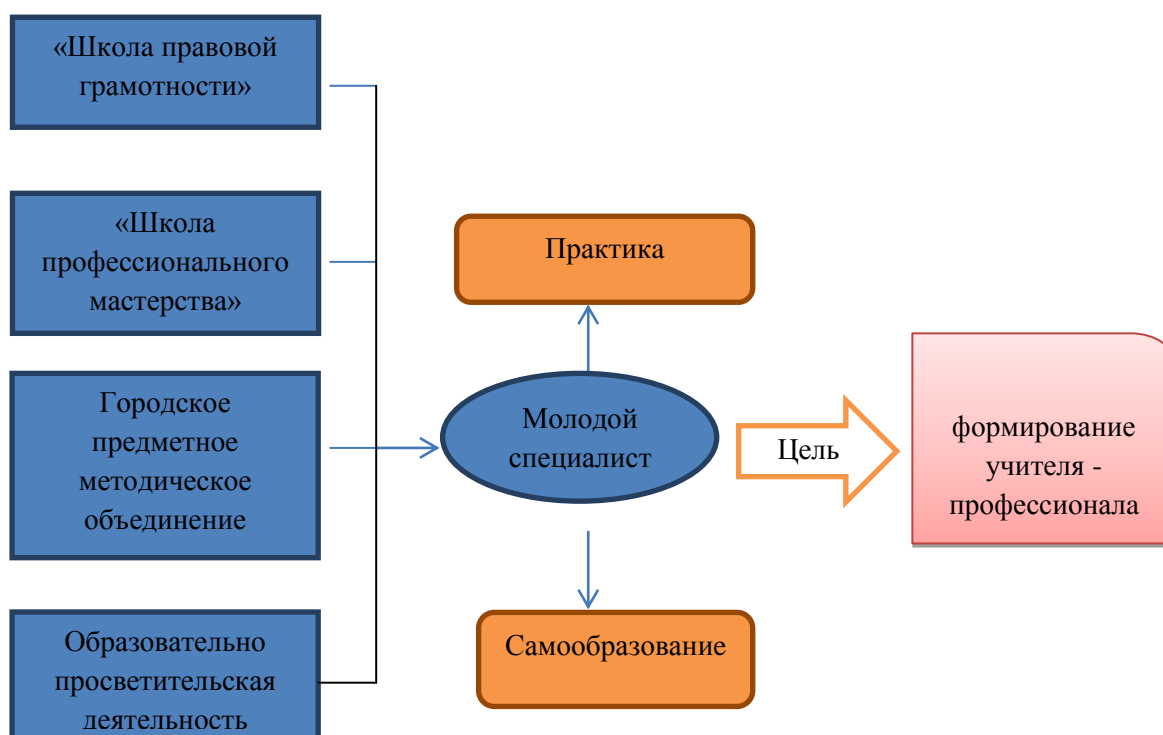 «Школа правовой
грамотности»
«Школа
профессионального
мастерства»
Городское
предметное
методическое
объединение
Образовательно
просветительская
деятельность
Практика
Молодой
специалист
Самообразование
Цель
формирование
учителя -
профессионала